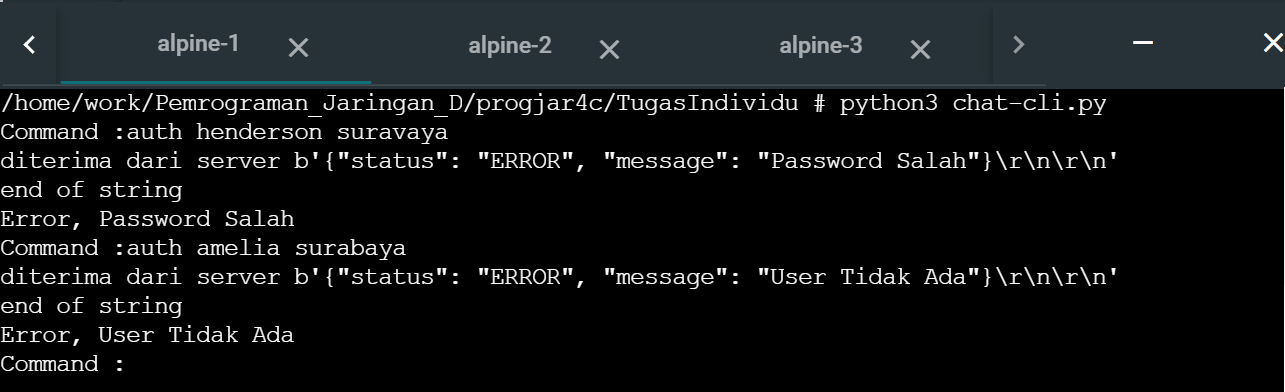 alpine-1
alpine-2
alpine-3
/home/work/Pemrograman_Jaringan_D/progjar4c/TugasIndividu # python3 chat-cli.py
Command :auth henderson suravaya
diterima dari server b'{"status": "ERROR", "message": "Password Salah"}\r\n\r\n'
end of string
Error, Password Salah
Command :auth amelia surabaya
diterima dari server b'{"status": "ERROR", "message": "User Tidak Ada"}\r\n\r\n'
end of string
Error, User Tidak Ada
Command :